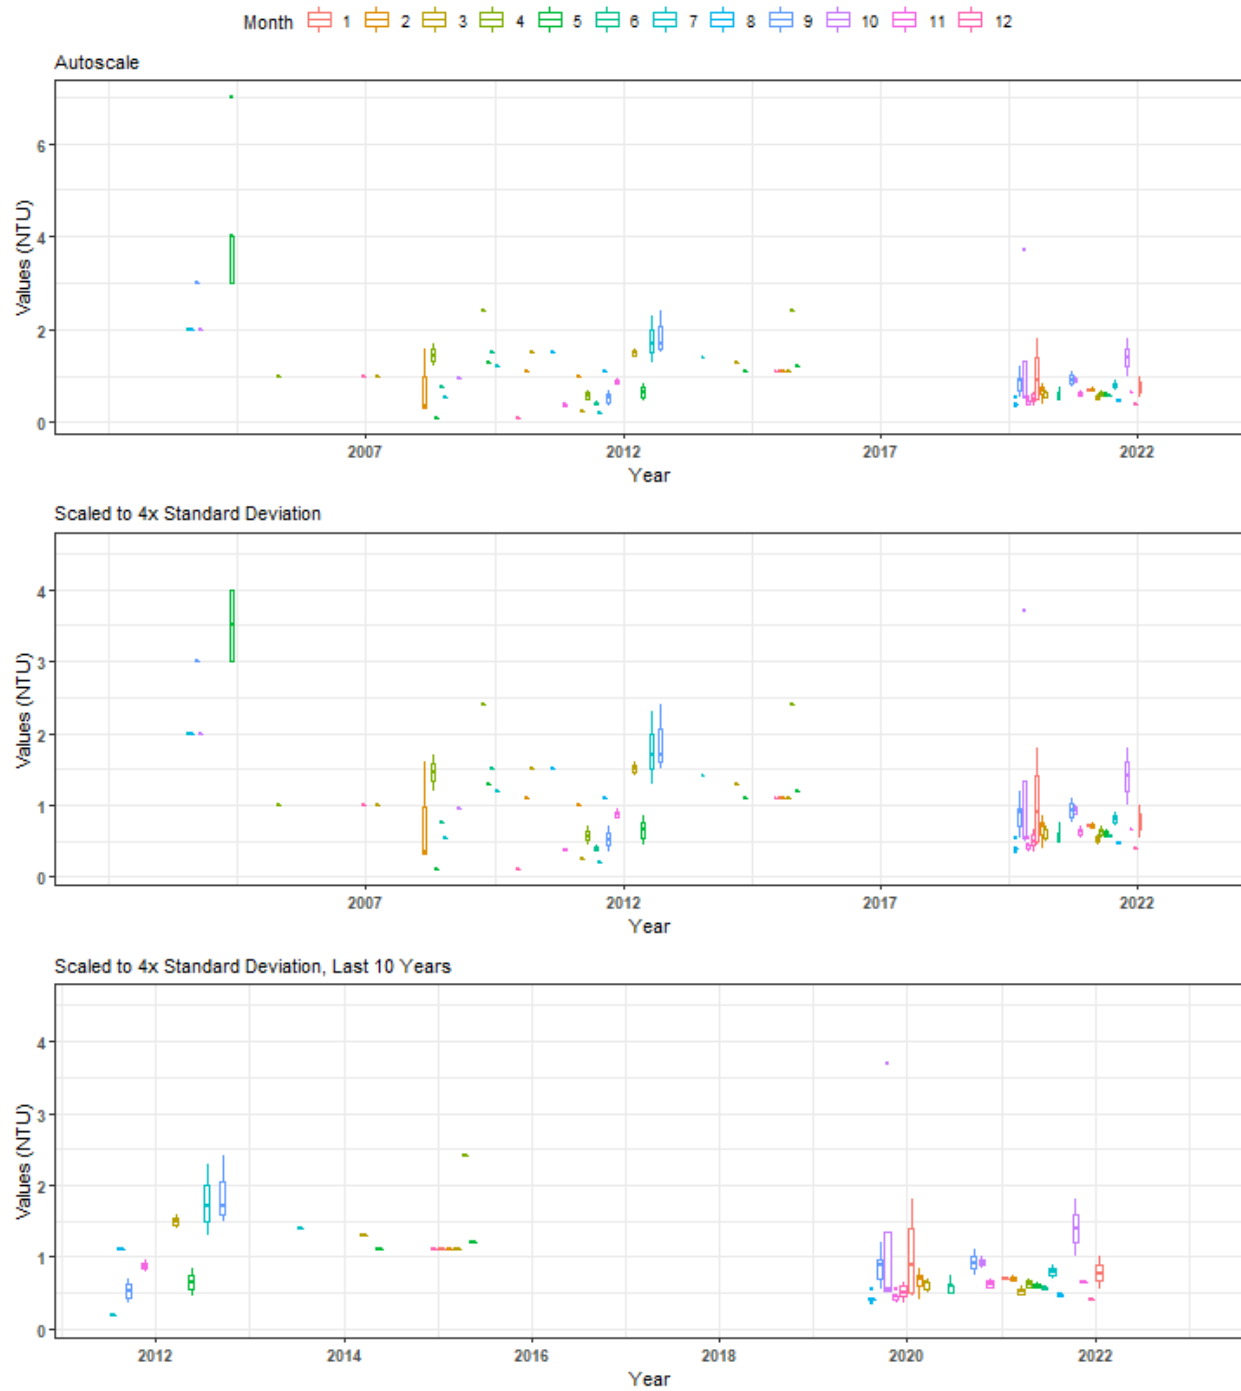 Month 1 2 3 4 5 6 7 8 9 10 11 12
Autoscale
Values (NTU)
6
4
2
0
2007 2012 2017 2022
Year
Scaled to 4x Standard Deviation
Values (NTU)
4
3
2
1
0
2007 2012 2017 2022
Year
Scaled to 4x Standard Deviation, Last 10 Years
Values (NTU)
4
3
2
1
0
2012 2014 2016 2018 2020 2022
Year